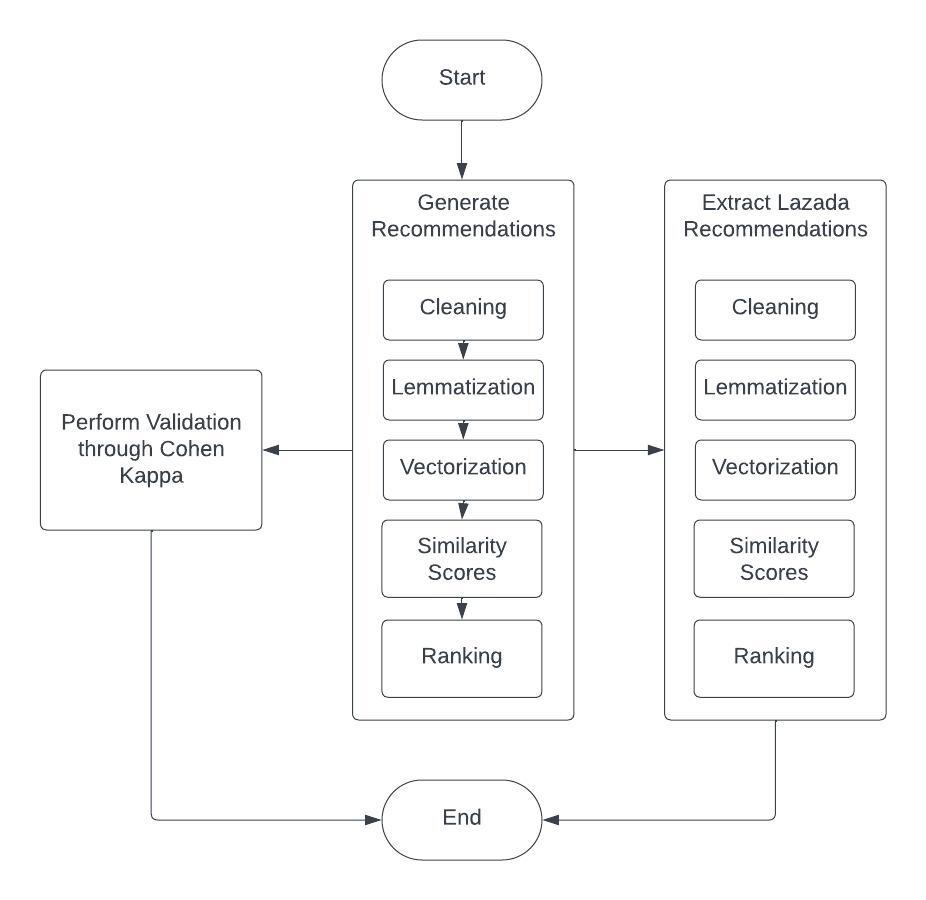 Start
Generate
Recommendations
Cleaning
Lemmatization
Vectorization
Similarity
Scores
Ranking
Extract Lazada
Recommendations
Cleaning
Lemmatization
Vectorization
Similarity
Scores
Ranking
Perform Validation
through Cohen
Kappa
End